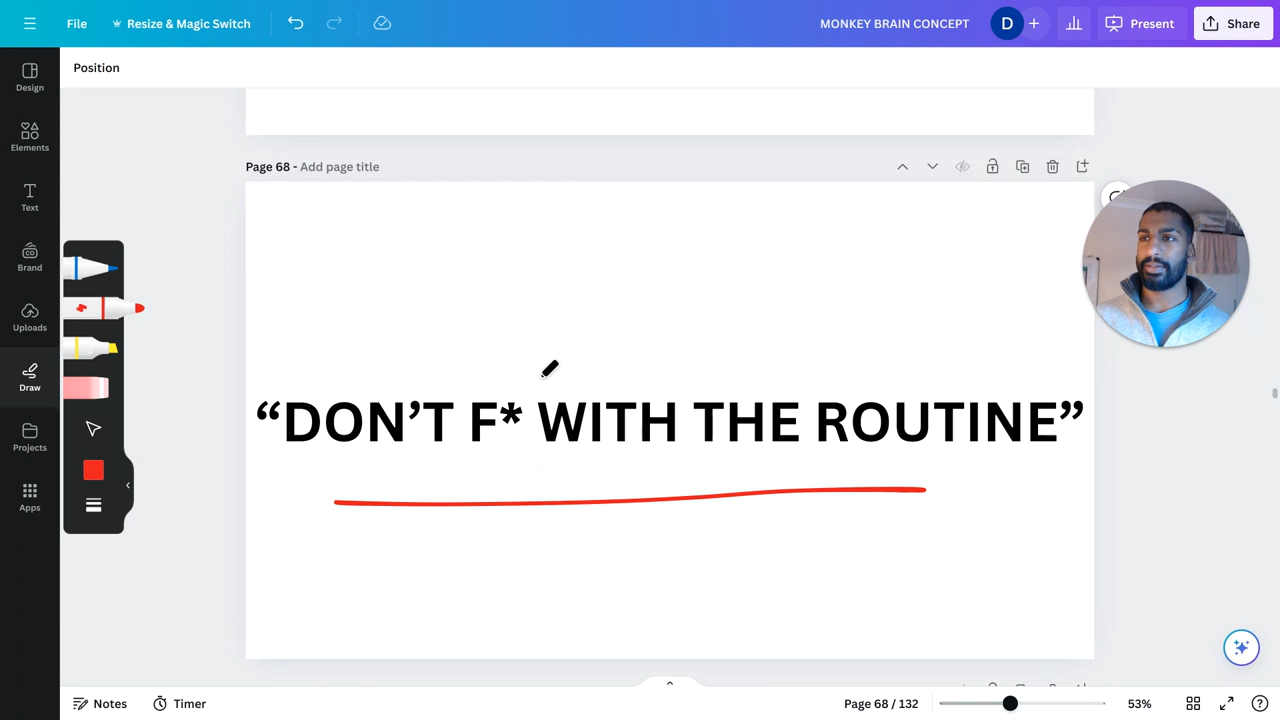 File
Resize & Magic Switch
MONKEY BRAIN CONCEPT
D
Present
Share
Position
Design
Elements
Text
Brand
Uploads
Draw
Projects
Apps
Page 68 - Add page title
“DON’T F* WITH THE ROUTINE”
Notes
Timer
Page 68 / 132
53%